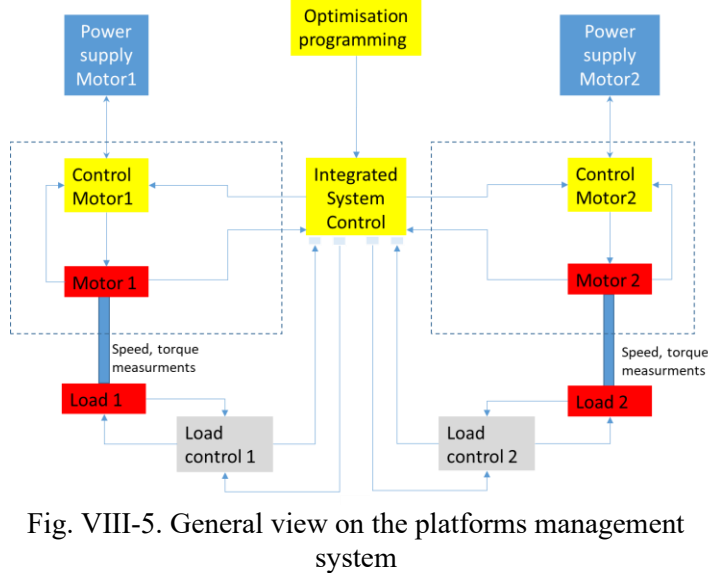 Power
supply
Motor1
Optimisation
programming
Power
supply
Motor2
Control
Motor1
Integrated
System
Control
Control
Motor2
Motor 1
Motor 2
Speed, torque
measurments
Speed, torque
measurments
Load 1
Load 2
Load
control 1
Load
control 2
Fig. VIII-5. General view on the platforms management
system